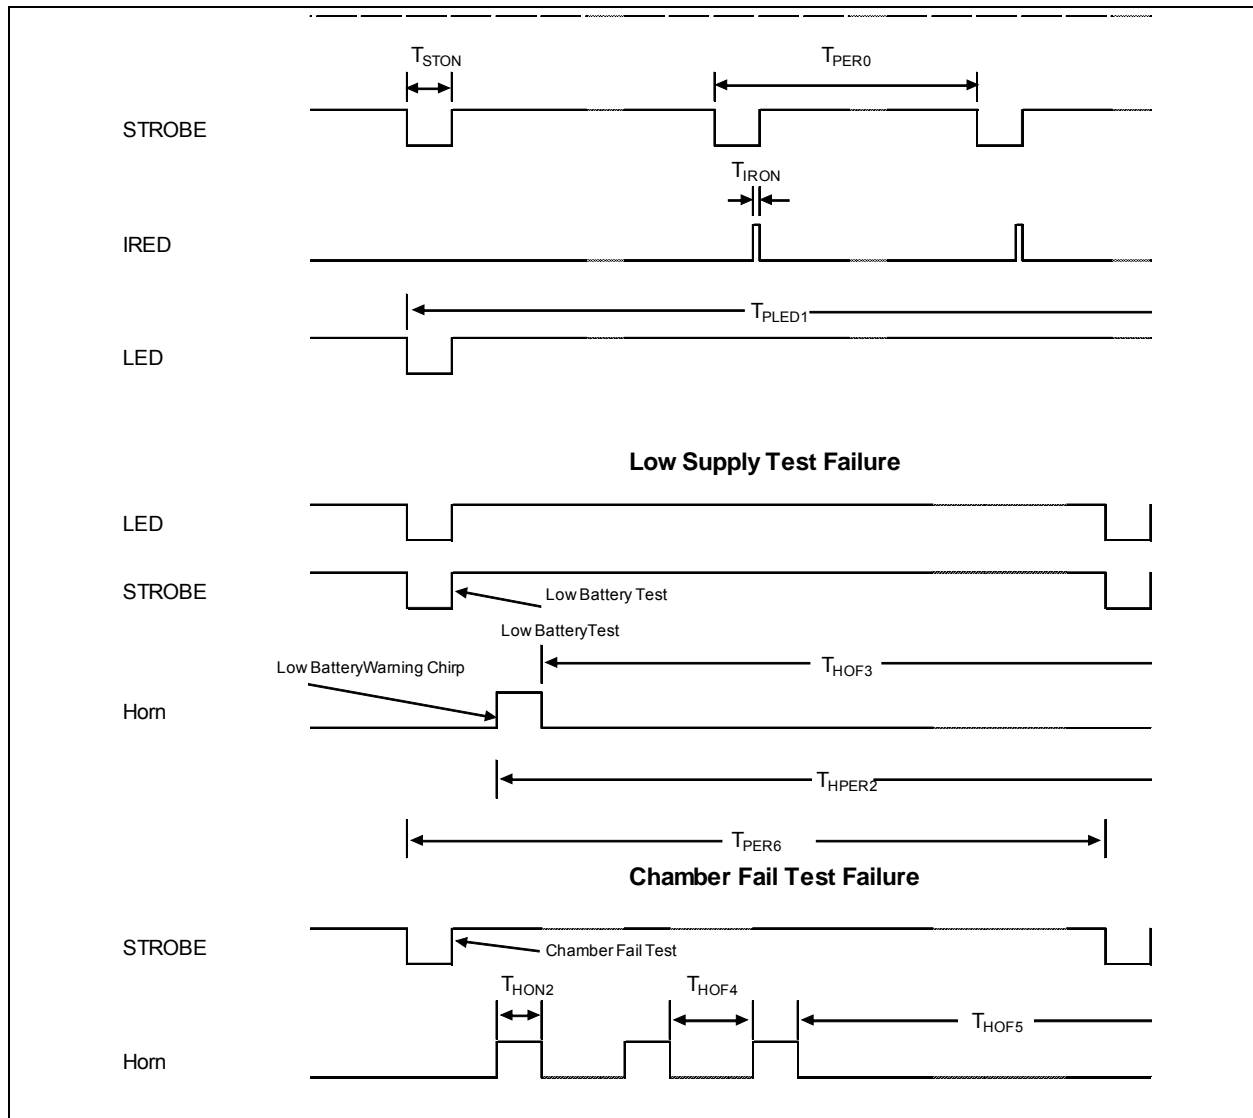 TSTON
TPER0
STROBE
TIRON
IRED
TPLED1
LED
Low Supply Test Failure
LED
STROBE
Low Battery Test
Low BatteryTest
Low BatteryWarning Chirp
THOF3
Horn
THPER2
TPER6
Chamber Fail Test Failure
STROBE
Chamber Fail Test
THON2
THOF4
THOF5
Horn